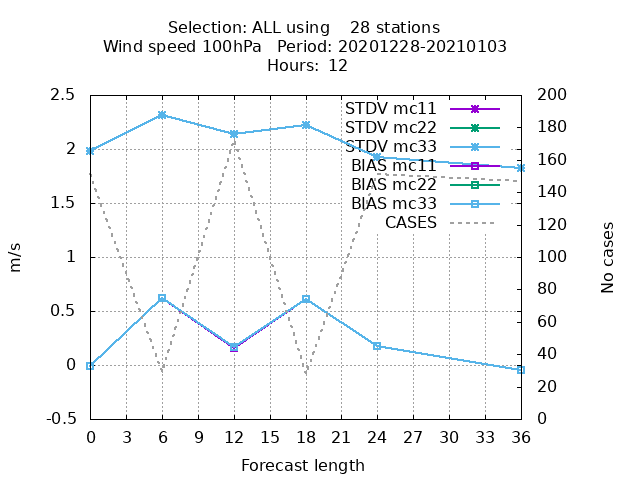 Selection: ALL using    28 stations
Wind speed 100hPa   Period: 20201228-20210103
Hours: 12
2.5
2
1.5
1
0.5
0
-0.5
m/s
200
180
160
140
120
100
80
60
40
20
0
No cases
STDV mc11
STDV mc22
STDV mc33
BIAS mc11
BIAS mc22
BIAS mc33
CASES
0 3 6 9 12 15 18 21 24 27 30 33 36
Forecast length